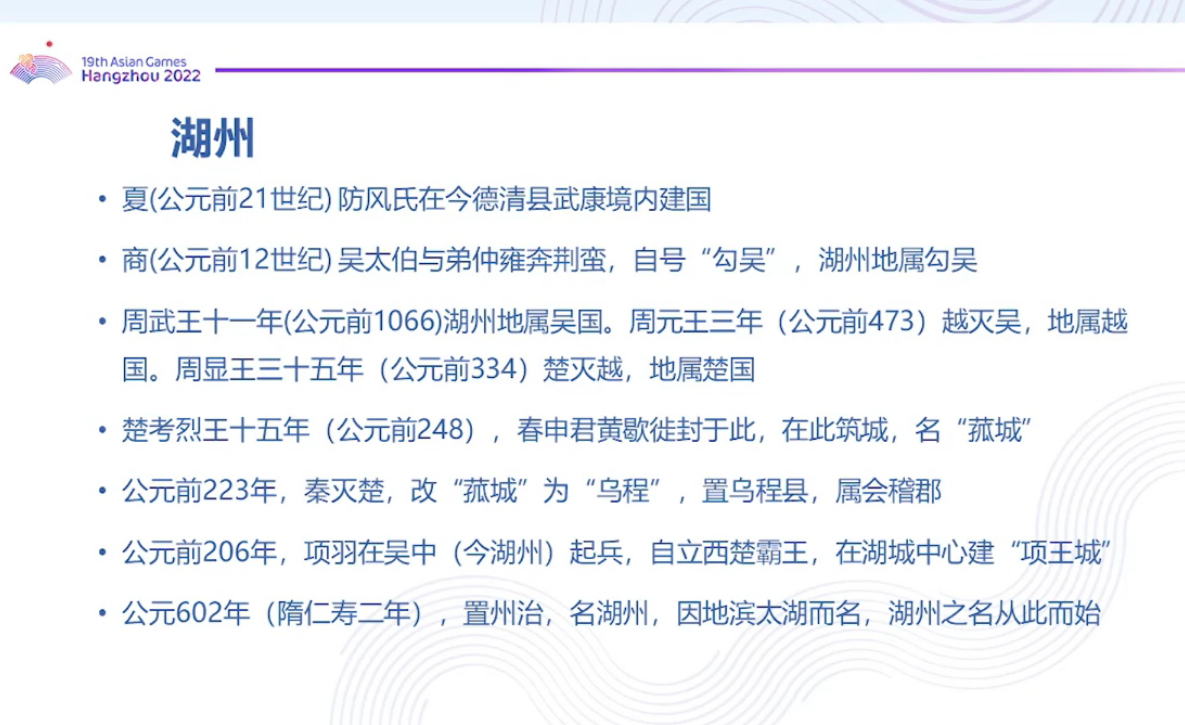 19th Asian Games
Hangzhou 2022
湖州
• 夏(公元前21世纪) 防风氏在今德清县武康境内建国
• 商(公元前12世纪) 吴太伯与弟仲雍奔荆蛮，自号“勾吴”，湖州地属勾吴
• 周武王十一年(公元前1066)湖州地属吴国。周元王三年（公元前473）越灭吴，地属越
国。周显王三十五年（公元前334）楚灭越，地属楚国
• 楚考烈王十五年（公元前248），春申君黄歇徙封于此，在此筑城，名“菰城”
• 公元前223年，秦灭楚，改“菰城”为“乌程”，置乌程县，属会稽郡
• 公元前206年，项羽在吴中（今湖州）起兵，自立西楚霸王，在湖城中心建“项王城”
• 公元602年（隋仁寿二年），置州治，名湖州，因地滨太湖而名，湖州之名从此而始